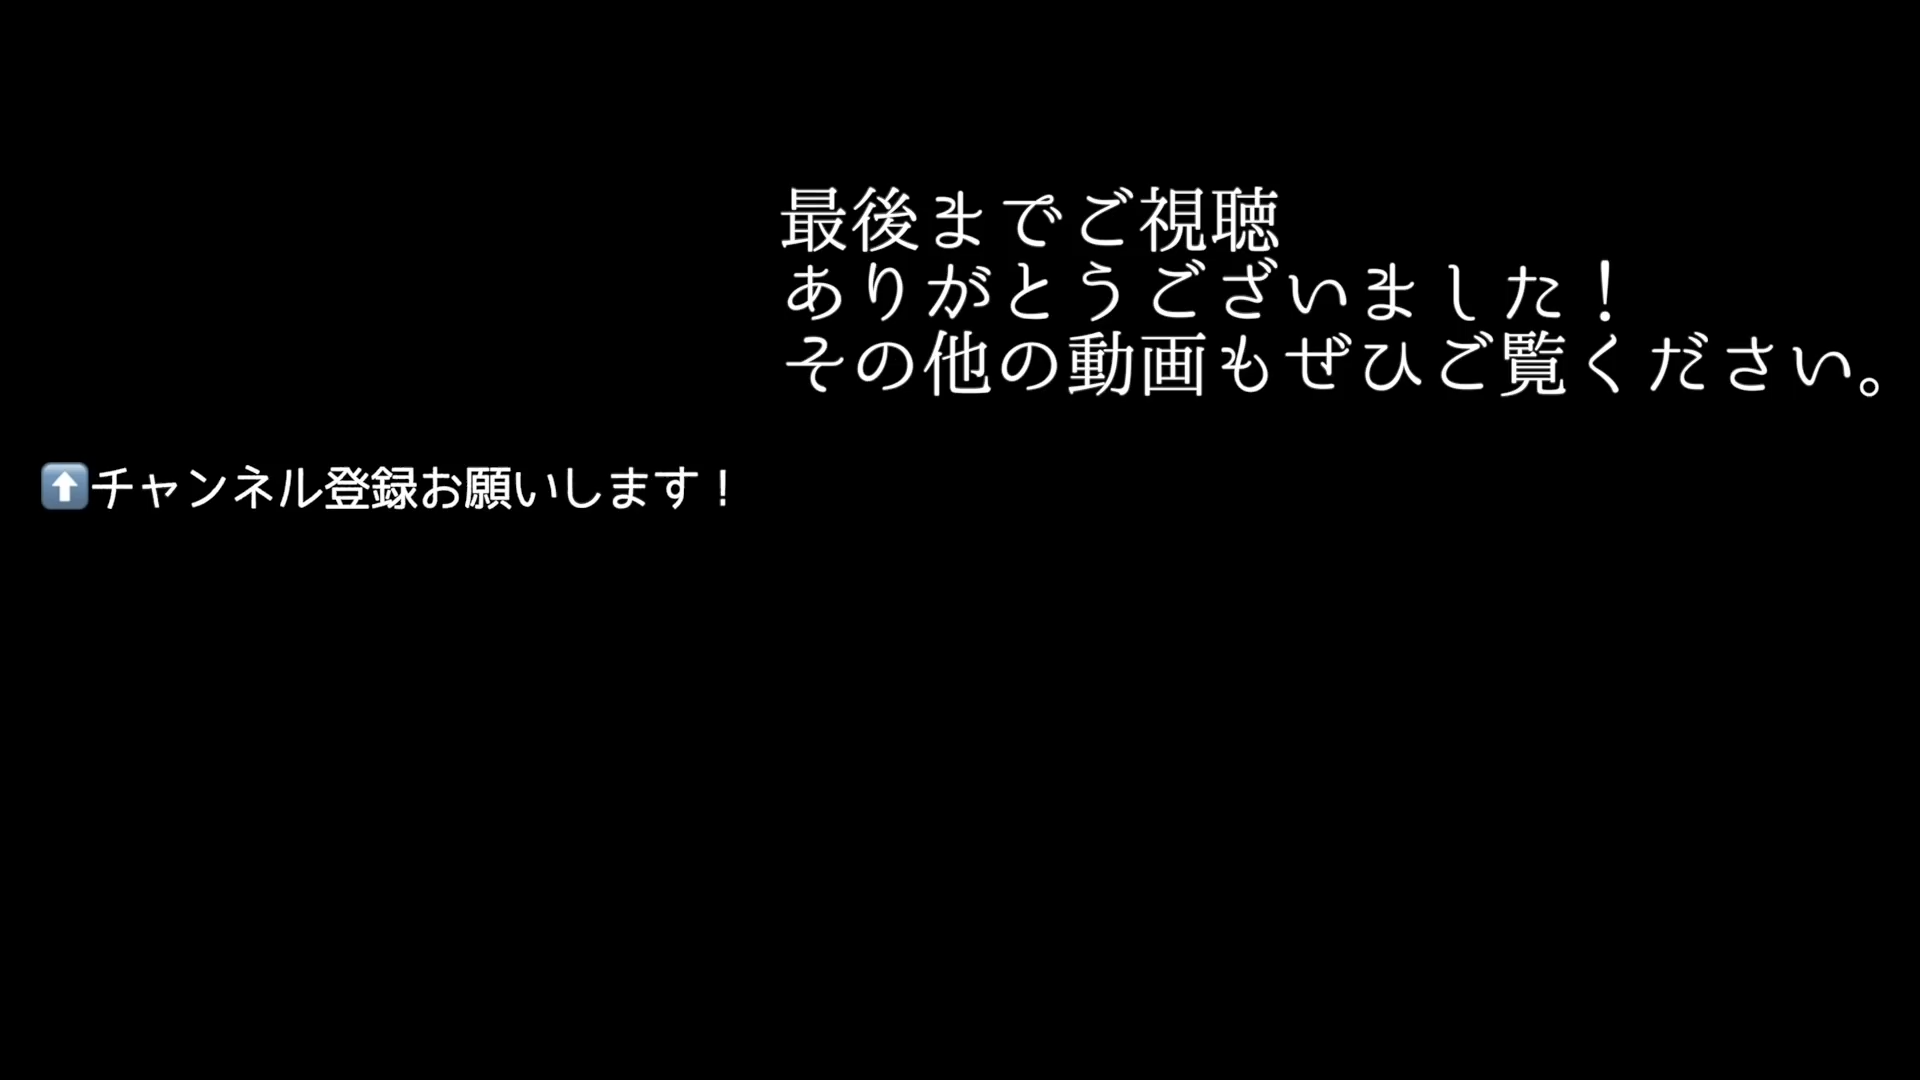 最後までご視聴
ありがとうございました！
その他の動画もぜひご覧ください。
⬆️チャンネル登録お願いします！